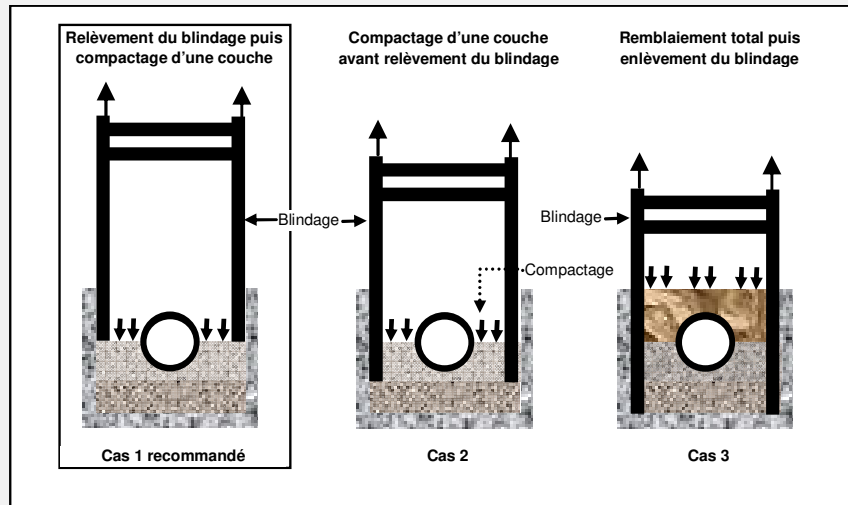 Relèvement du blindage puis
compactage d'une couche
Compactage d'une couche
avant relèvement du blindage
Remblaiement total puis
enlèvement du blindage
Blindage
Blindage
Compactage
Cas 1 recommandé
Cas 2
Cas 3